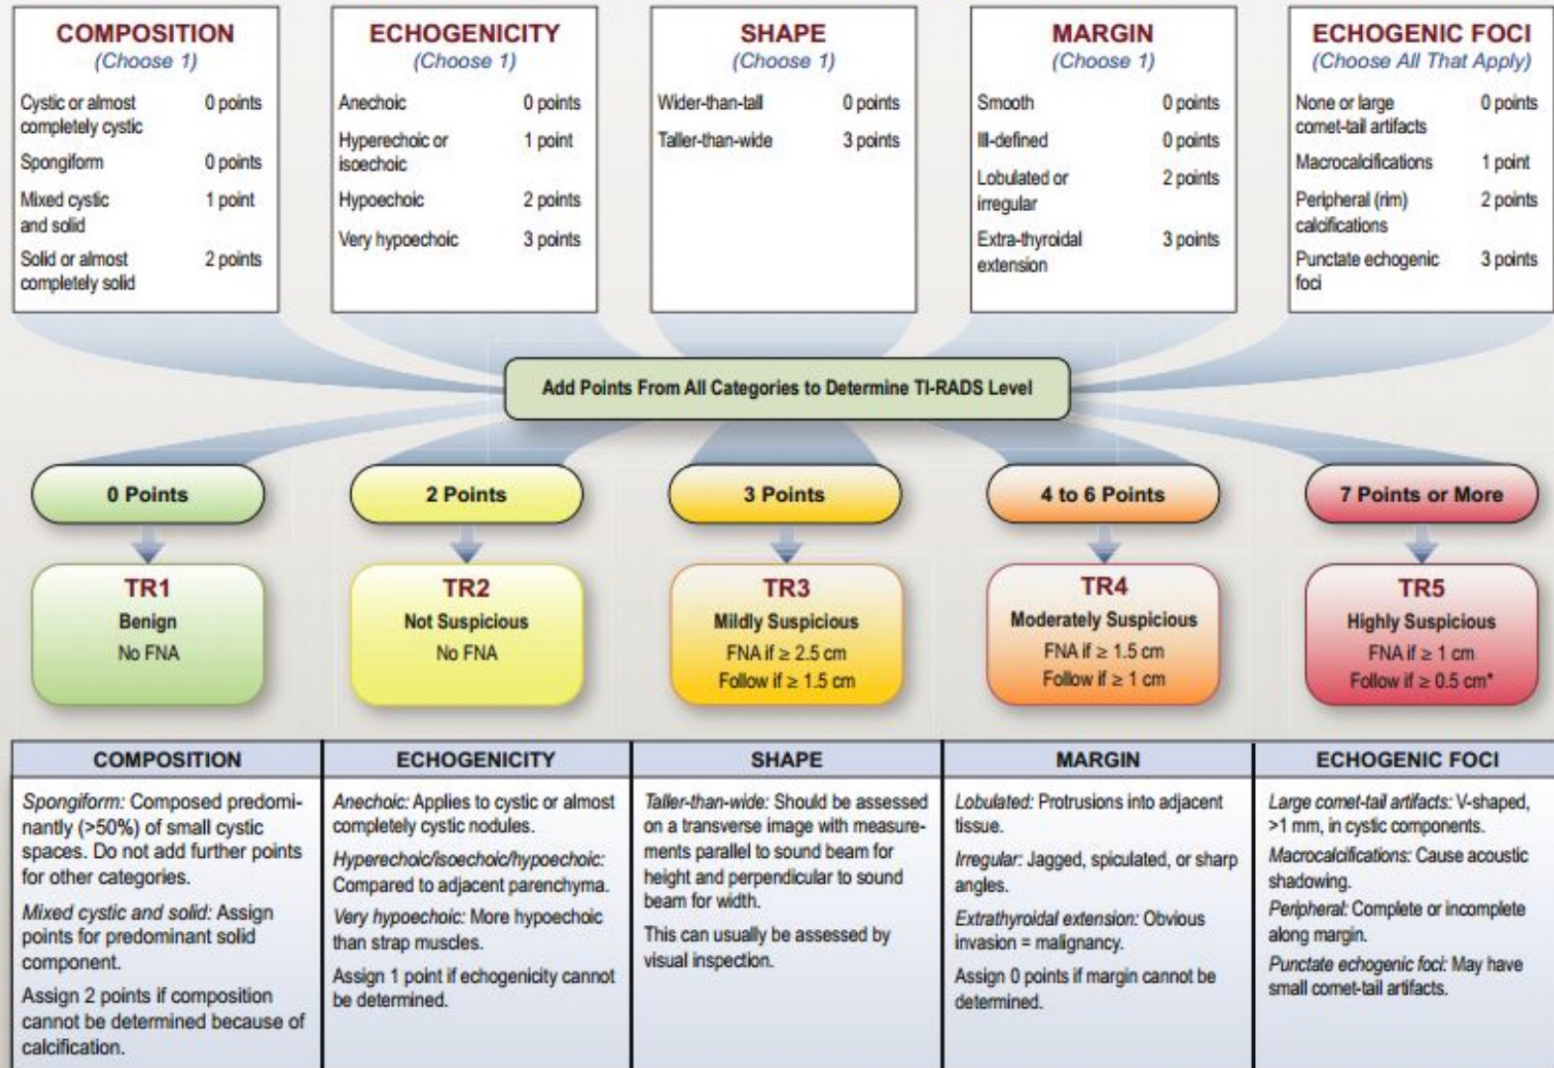 COMPOSITION
(Choose 1)
Cystic or almost 0 points
completely cystic
Spongiform 0 points
Mixed cystic 1 point
and solid
Solid or almost 2 points
completely solid
ECHOGENICITY
(Choose 1)
Anechoic 0 points
Hyperechoic or 1 point
isoechoic
Hypoechoic 2 points
Very hypoechoic 3 points
SHAPE
(Choose 1)
Wider-than-tall 0 points
Taller-than-wide 3 points
MARGIN
(Choose 1)
Smooth 0 points
Ill-defined 0 points
Lobulated or 2 points
irregular
Extra-thyroidal 3 points
extension
ECHOGENIC FOCI
(Choose All That Apply)
None or large 0 points
comet-tail artifacts
Macrocalcifications 1 point
Peripheral (rim) 2 points
calcifications
Punctate echogenic 3 points
foci
Add Points From All Categories to Determine TI-RADS Level
0 Points
2 Points
3 Points
4 to 6 Points
7 Points or More
TR1
Benign
No FNA
TR2
Not Suspicious
No FNA
TR3
Mildly Suspicious
FNA if ≥ 2.5 cm
Follow if ≥ 1.5 cm
TR4
Moderately Suspicious
FNA if ≥ 1.5 cm
Follow if ≥ 1 cm
TR5
Highly Suspicious
FNA if ≥ 1 cm
Follow if ≥ 0.5 cm*
COMPOSITION
Spongiform: Composed predomi-
nantly (>50%) of small cystic
spaces. Do not add further points
for other categories.
Mixed cystic and solid: Assign
points for predominant solid
component.
Assign 2 points if composition
cannot be determined because of
calcification.
ECHOGENICITY
Anechoic: Applies to cystic or almost
completely cystic nodules.
Hyperechoic/isoechoic/hypoechoic:
Compared to adjacent parenchyma.
Very hypoechoic: More hypoechoic
than strap muscles.
Assign 1 point if echogenicity cannot
be determined.
SHAPE
Taller-than-wide: Should be assessed
on a transverse image with measure-
ments parallel to sound beam for
height and perpendicular to sound
beam for width.
This can usually be assessed by
visual inspection.
MARGIN
Lobulated: Protrusions into adjacent
tissue.
Irregular: Jagged, spiculated, or sharp
angles.
Extrathyroidal extension: Obvious
invasion = malignancy.
Assign 0 points if margin cannot be
determined.
ECHOGENIC FOCI
Large comet-tail artifacts: V-shaped,
>1 mm, in cystic components.
Macrocalcifications: Cause acoustic
shadowing.
Peripheral: Complete or incomplete
along margin.
Punctate echogenic foci: May have
small comet-tail artifacts.